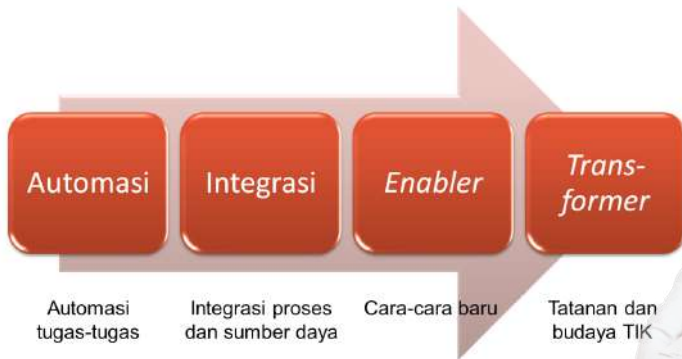 Automasi
Integrasi
Enabler
Trans-
former
Automasi
tugas-tugas
Integrasi proses
dan sumber daya
Cara-cara baru
Tatanan dan
budaya TIK